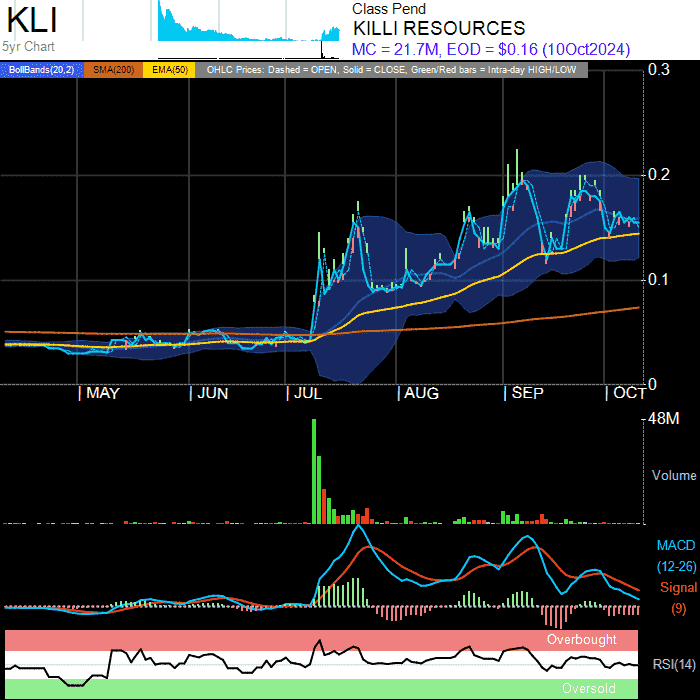 KLI
5yr Chart
Class Pend
KILLI RESOURCES
MC = 21.7M, EOD = $0.16 (10Oct2024)
BollBands(20,2) SMA(200) EMA(50) OHLC Prices: Dashed = OPEN, Solid = CLOSE, Green/Red bars = Intra-day HIGH/LOW
0.3
0.2
0.1
0
| MAY | JUN | JUL | AUG | SEP | OCT
48M
Volume
MACD
(12-26)
Signal
(9)
Overbought
RSI(14)
Oversold